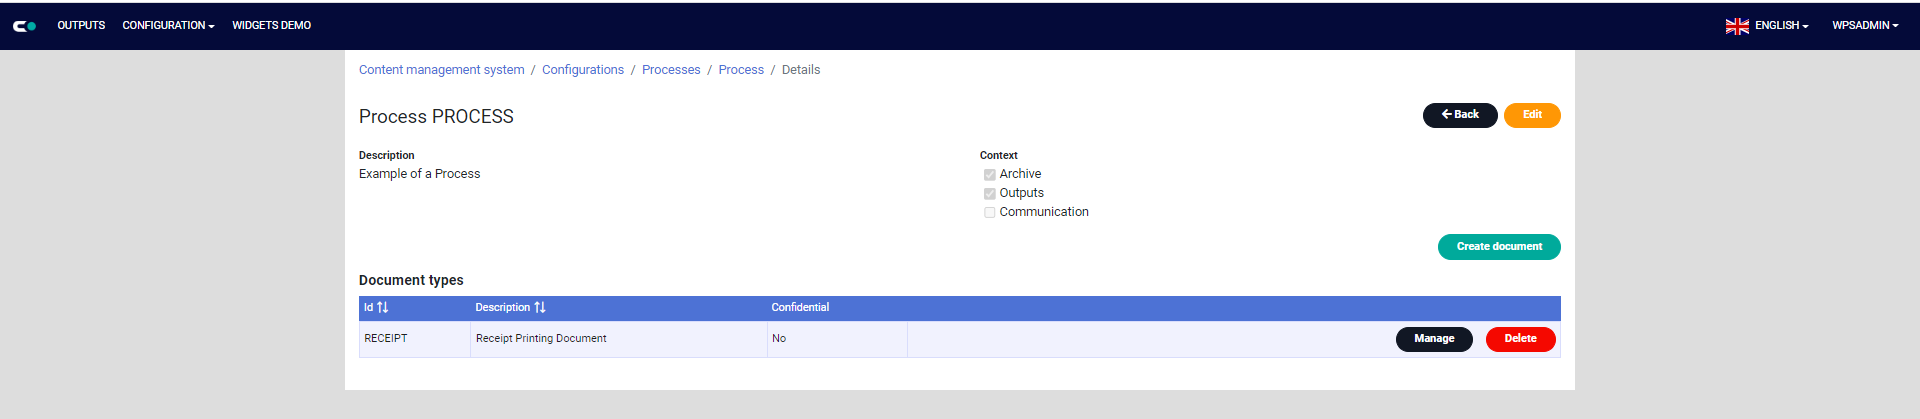 OUTPUTS CONFIGURATION WIDGETS DEMO ENGLISH WPSADMIN
Content management system / Configurations / Processes / Process / Details
Process PROCESS Back Edit
Description Context
Example of a Process Archive
Outputs
Communication
Create document
Document types
Id Description Confidential
RECEIPT Receipt Printing Document No Manage Delete